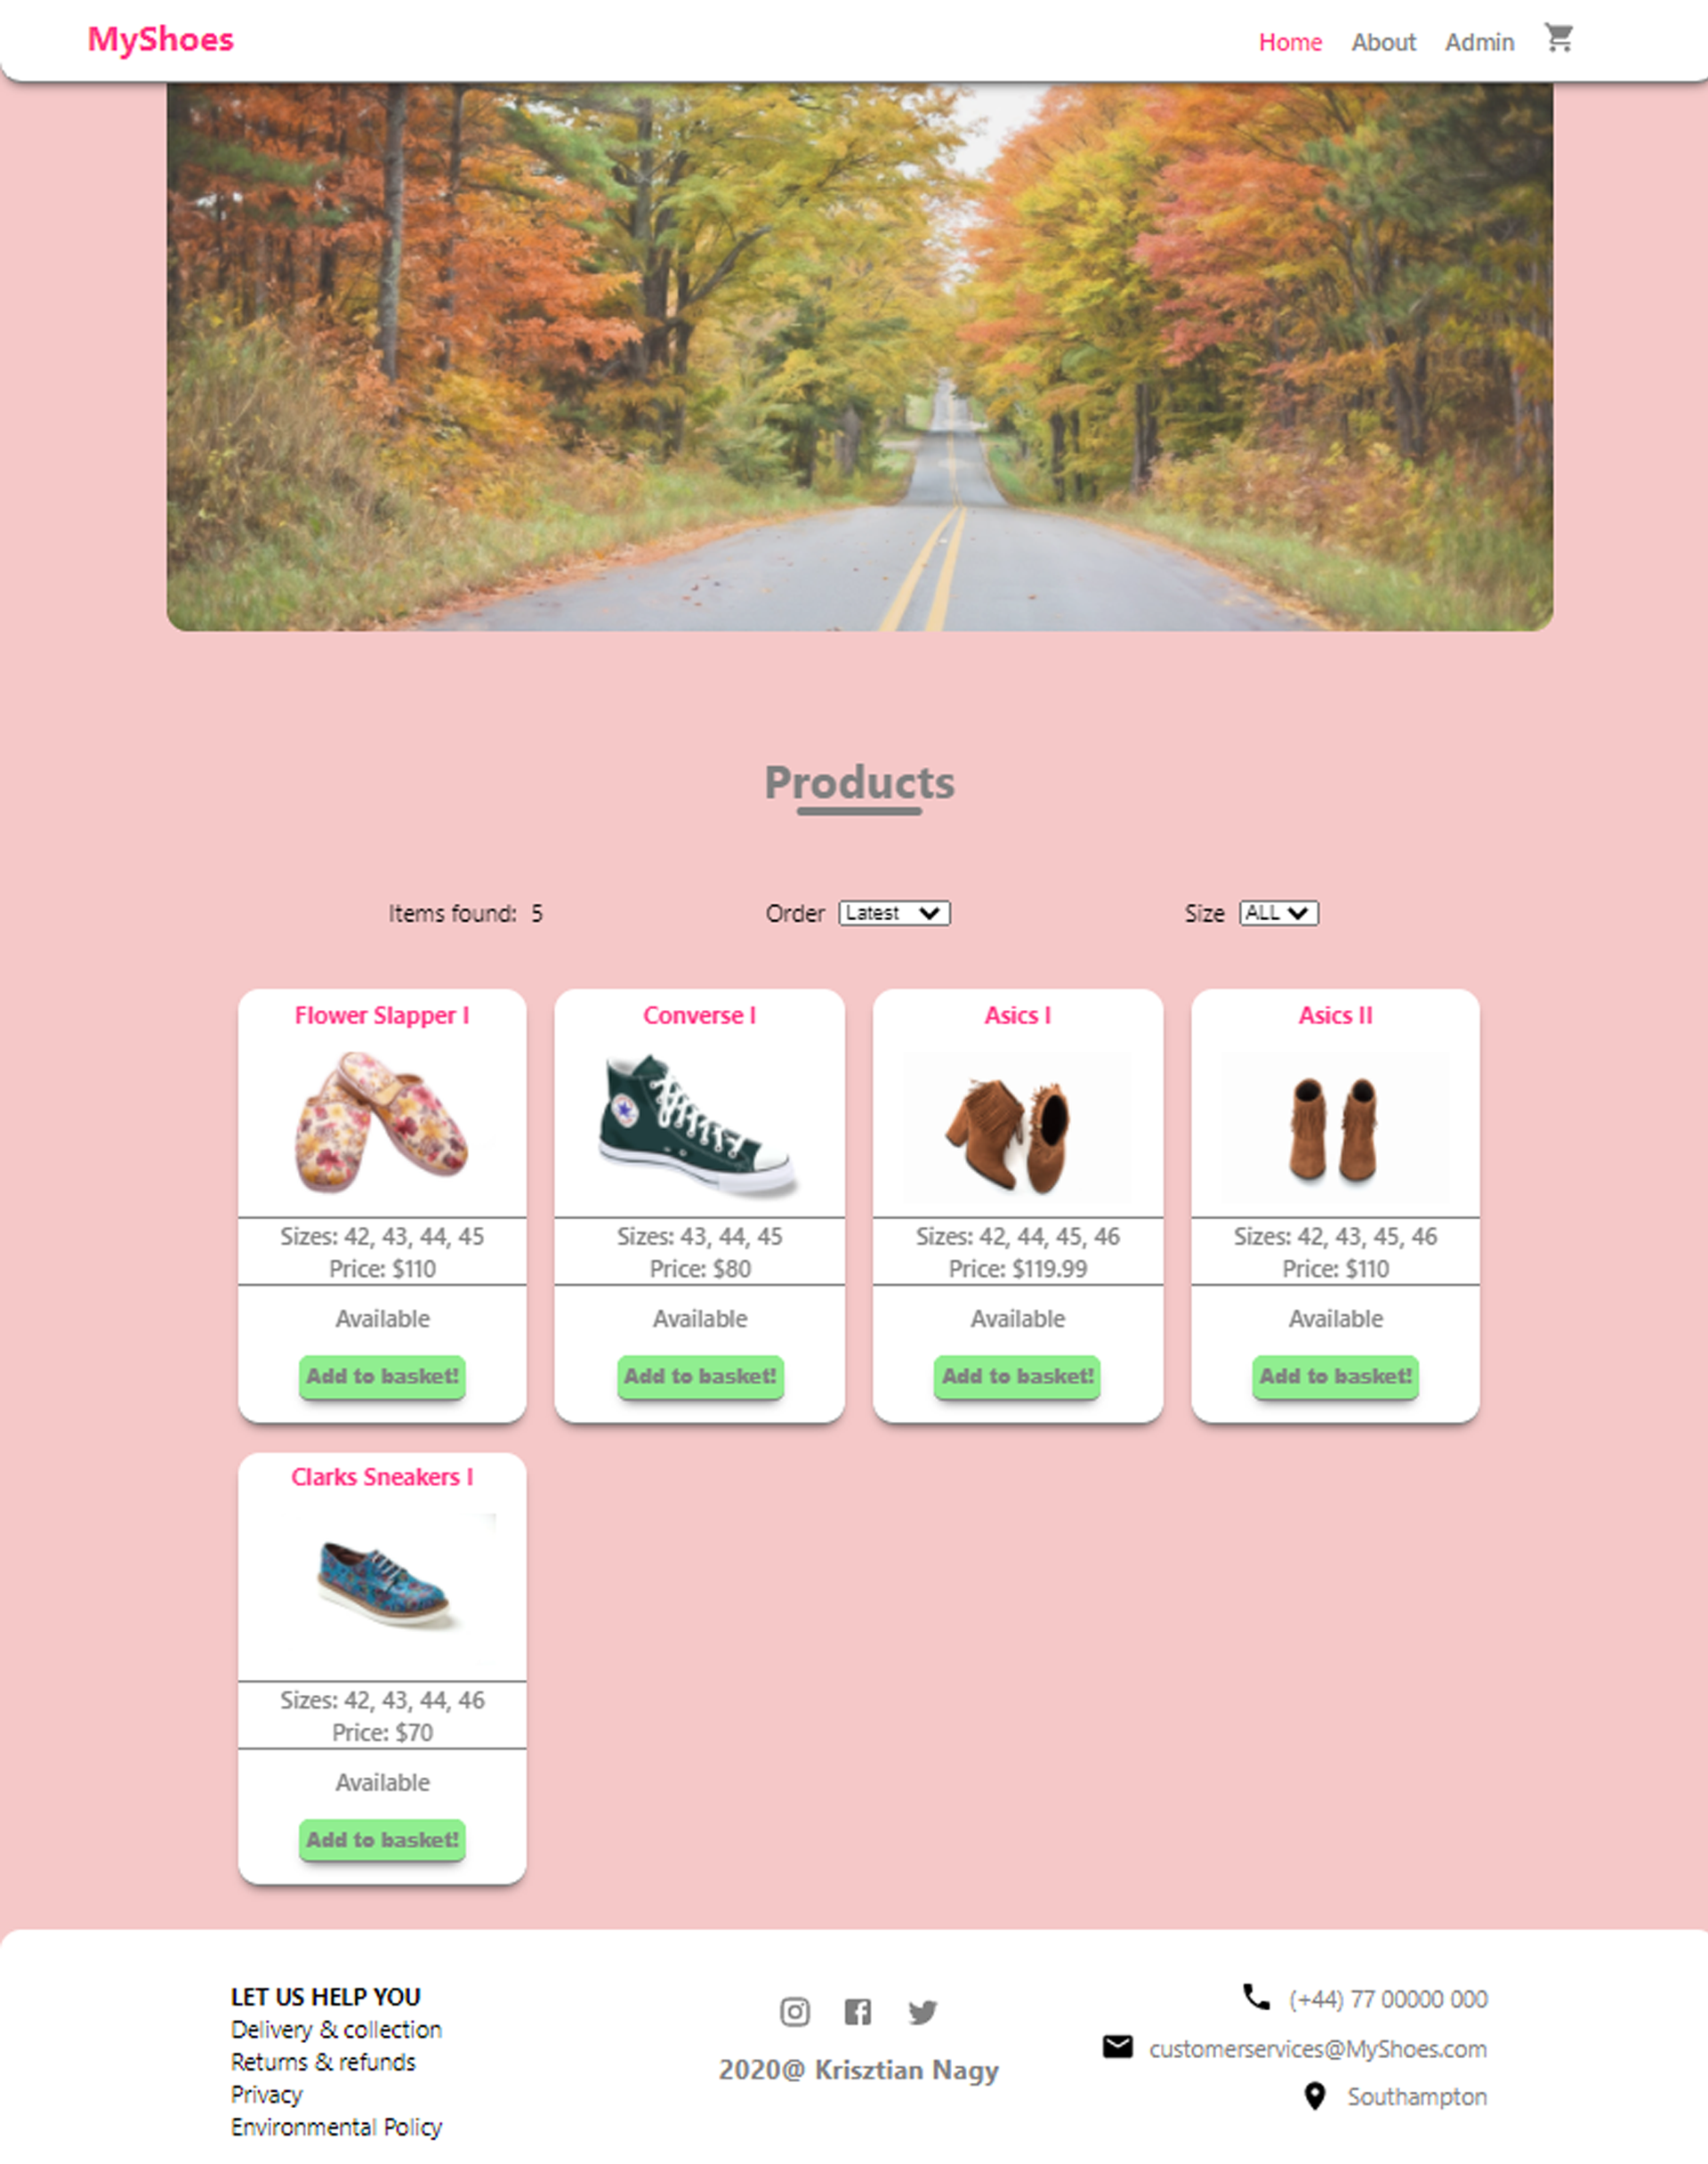 MyShoes
Home About Admin
Products
Items found: 5 Order Latest Size ALL
Flower Slapper I
Sizes: 42, 43, 44, 45
Price: $110
Available
Add to basket!
Converse I
Sizes: 43, 44, 45
Price: $80
Available
Add to basket!
Asics I
Sizes: 42, 44, 45, 46
Price: $119.99
Available
Add to basket!
Asics II
Sizes: 42, 43, 45, 46
Price: $110
Available
Add to basket!
Clarks Sneakers I
Sizes: 42, 43, 44, 46
Price: $70
Available
Add to basket!
LET US HELP YOU
Delivery & collection
Returns & refunds
Privacy
Environmental Policy
2020@ Krisztian Nagy
(+44) 77 00000 000
customerservices@MyShoes.com
Southampton